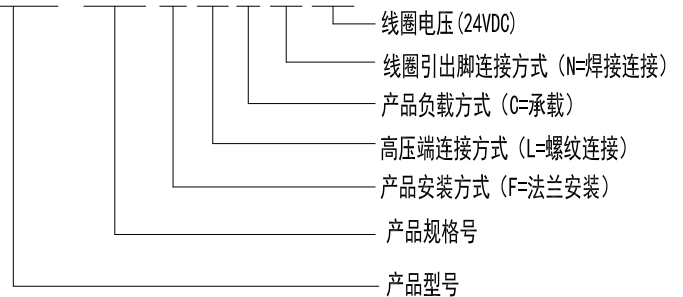 线圈电压(24VDC)
线圈引出脚连接方式（N=焊接连接）
产品负载方式（C=承载）
高压端连接方式（L=螺纹连接）
产品安装方式（F=法兰安装）
产品规格号
产品型号